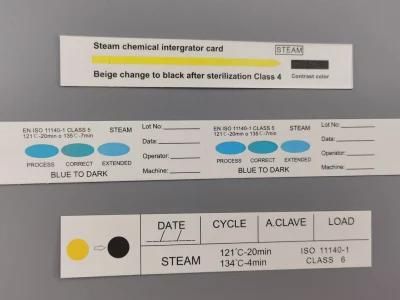 Steam chemical intergrator card
STEAM
Beige change to black after sterilization Class 4
Contrast color
EN ISO 11140-1 CLASS 5 STEAM
121℃-20min o 135℃-7min
PROCESS CORRECT EXTENDED
BLUE TO DARK
Lot No:
Data:
Operator:
Machine:
EN ISO 11140-1 CLASS 5 STEAM
121℃-20min o 135℃-7min
PROCESS CORRECT EXTENDED
BLUE TO DARK
Lot No:
Data:
Operator:
Machine:
DATE CYCLE A.CLAVE LOAD
/ /
STEAM
121℃-20min
134℃-4min
ISO 11140-1
CLASS 6